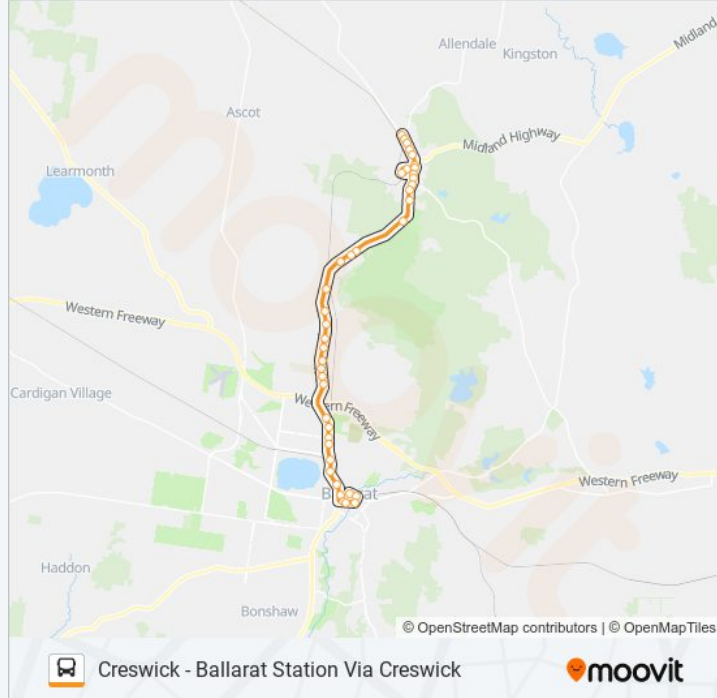 Allendale
Kingston
Midland
Ascot
Midland Highway
Learmonth
Western Freeway
Cardigan Village
Western Freeway
Western Freeway
Ballarat
Haddon
Bonshaw
© OpenStreetMap contributors | © OpenMapTiles
Creswick - Ballarat Station Via Creswick
moovit